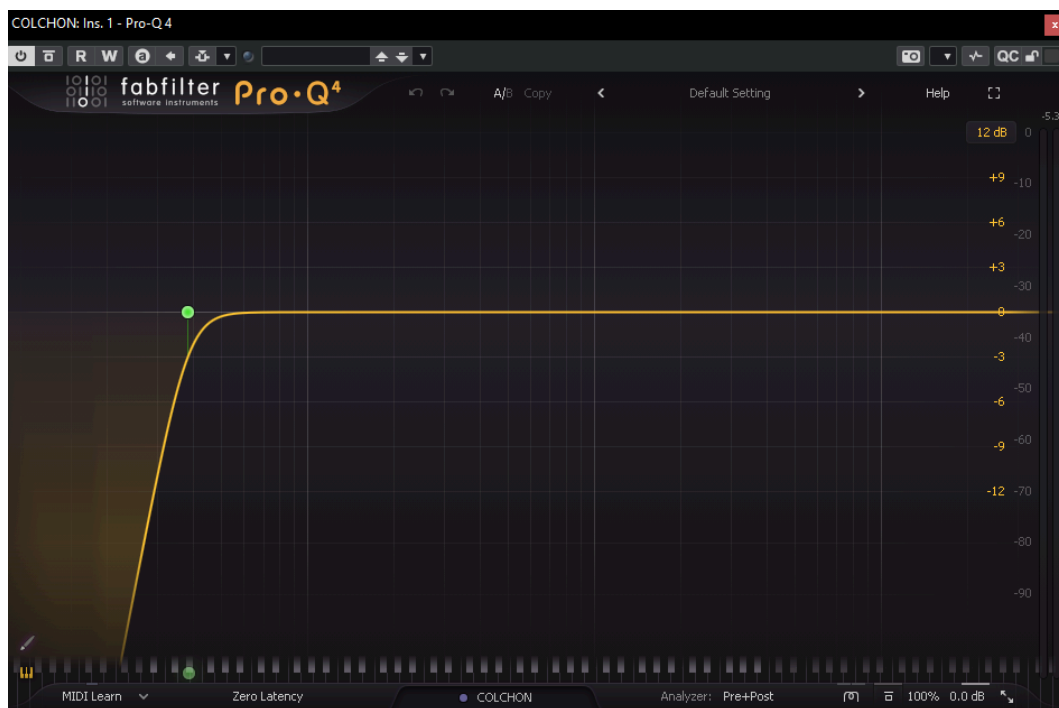 COLCHON: Ins. 1 - Pro-Q 4
x
R W a QC
fabfilter
software instruments
Pro·Q⁴
A/B Copy Default Setting Help
-5.3
12 dB 0
+9 -10
+6 -20
+3 -30
0
-40
-3
-50
-6
-9 -60
-12 -70
-80
-90
MIDI Learn Zero Latency COLCHON Analyzer: Pre+Post 100% 0.0 dB